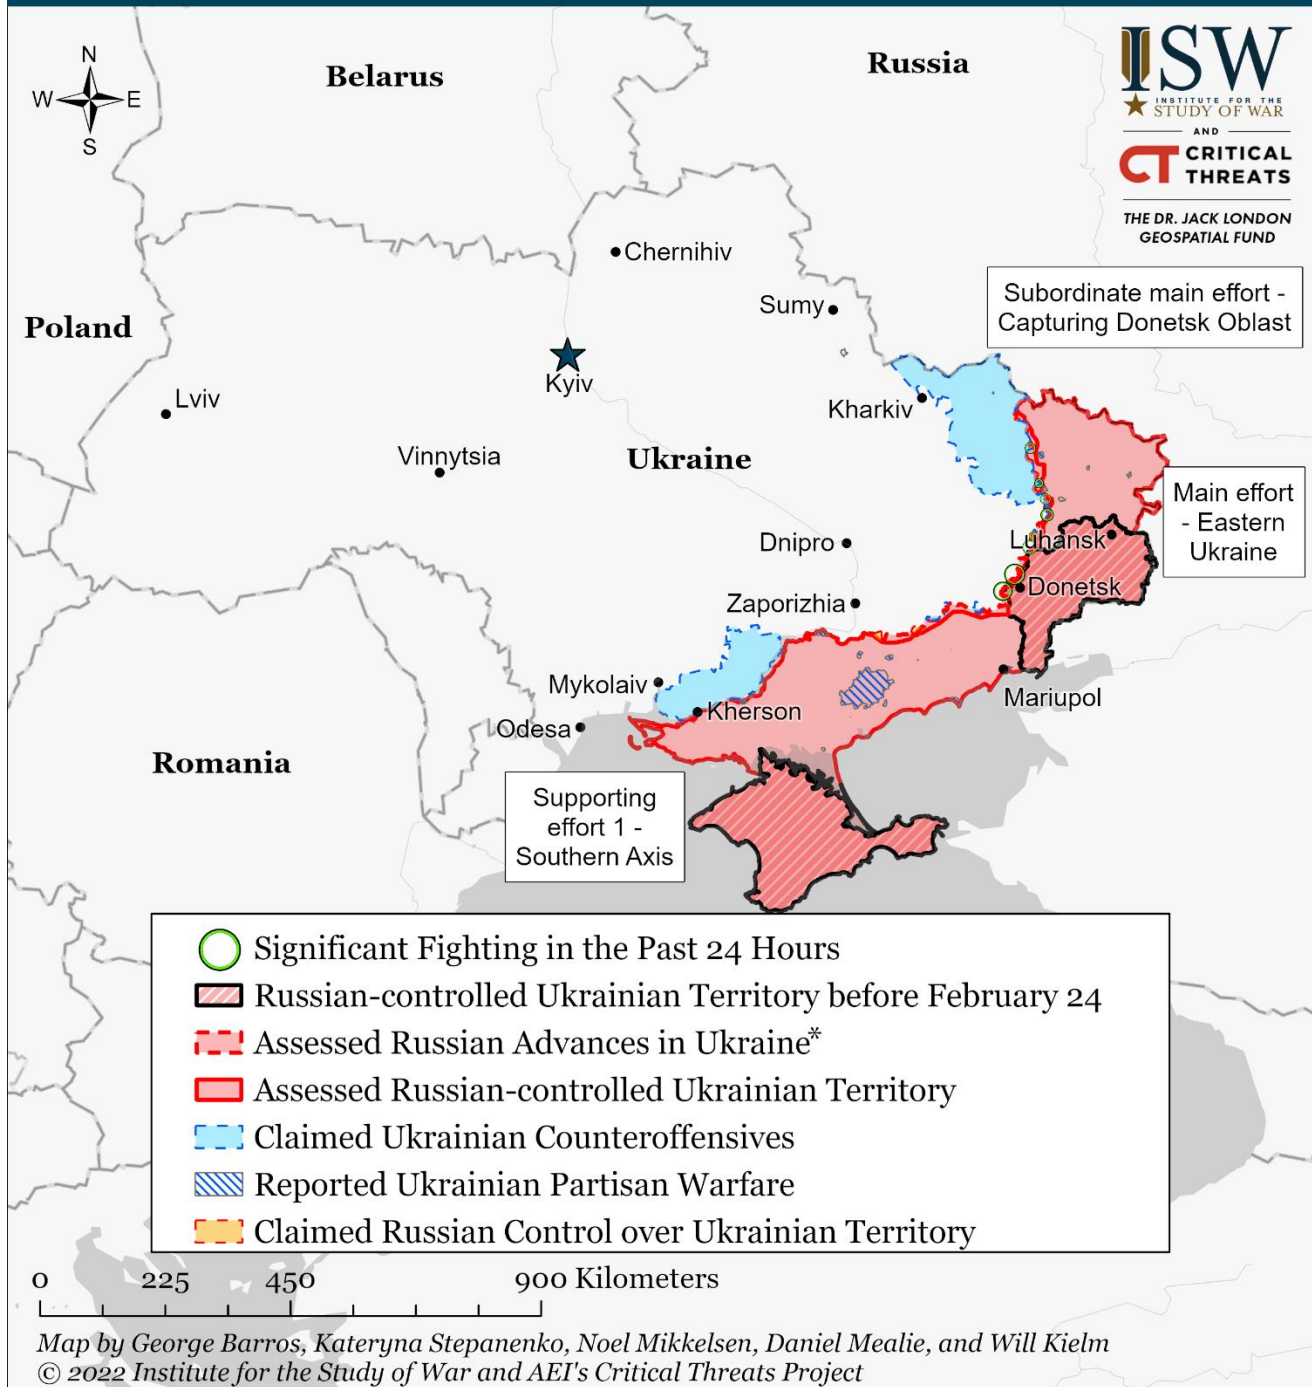 N
W E
S
Belarus
Russia
ISW
INSTITUTE FOR THE
STUDY OF WAR
AND
CT CRITICAL
THREATS
THE DR. JACK LONDON
GEOSPATIAL FUND
Chernihiv
Sumy
Subordinate main effort -
Capturing Donetsk Oblast
Poland
Kyiv
Lviv
Kharkiv
Vinnytsia
Ukraine
Main effort
- Eastern
Ukraine
Dnipro
Luhansk
Donetsk
Zaporizhia
Mykolaiv
Mariupol
Kherson
Odesa
Romania
Supporting
effort 1 -
Southern Axis
Significant Fighting in the Past 24 Hours
Russian-controlled Ukrainian Territory before February 24
Assessed Russian Advances in Ukraine*
Assessed Russian-controlled Ukrainian Territory
Claimed Ukrainian Counteroffensives
Reported Ukrainian Partisan Warfare
Claimed Russian Control over Ukrainian Territory
0 225 450 900 Kilometers
Map by George Barros, Kateryna Stepanenko, Noel Mikkelsen, Daniel Mealie, and Will Kielm
© 2022 Institute for the Study of War and AEI's Critical Threats Project